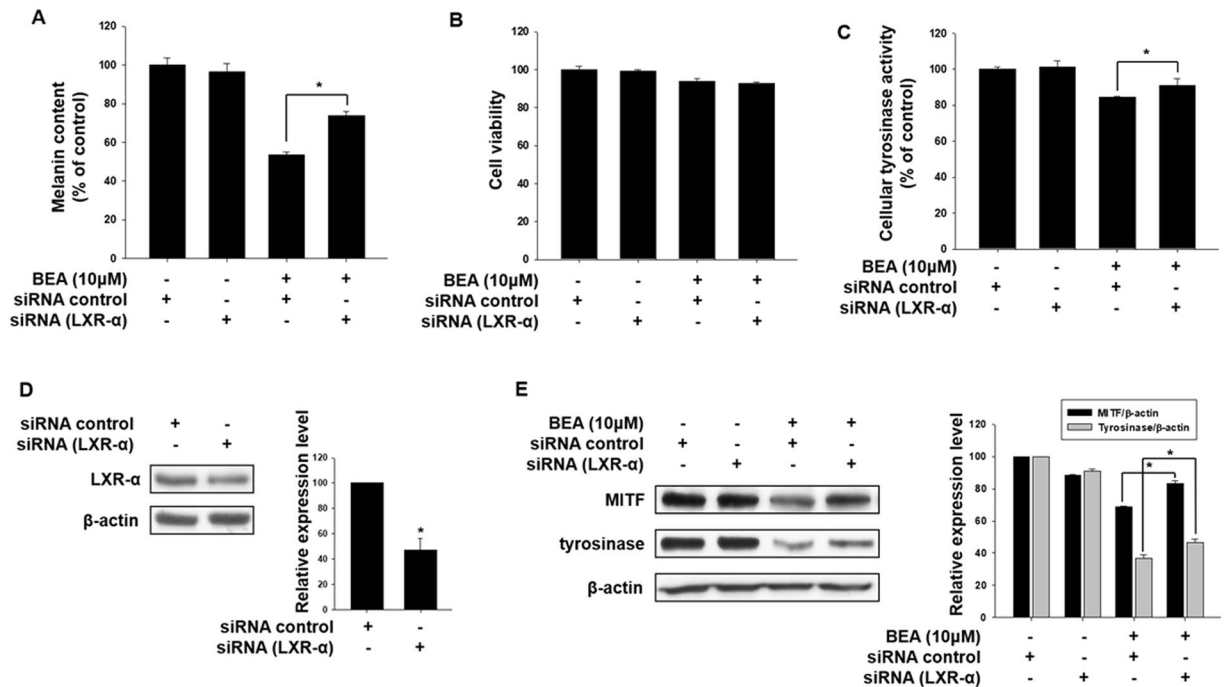 A
Melanin content
(% of control)
120
100
80
60
40
20
0
*
BEA (10μM) - - + +
siRNA control + - + -
siRNA (LXR-α) - + - +
B
Cell viability
120
100
80
60
40
20
0
BEA (10μM) - - + +
siRNA control + - + -
siRNA (LXR-α) - + - +
C
Cellular tyrosinase activity
(% of control)
120
100
80
60
40
20
0
*
BEA (10μM) - - + +
siRNA control + - + -
siRNA (LXR-α) - + - +
D
siRNA control + -
siRNA (LXR-α) - +
LXR-α
β-actin
Relative expression level
120
100
80
60
40
20
0
*
siRNA control + -
siRNA (LXR-α) - +
E
BEA (10μM) - - + +
siRNA control + - + -
siRNA (LXR-α) - + - +
MITF
tyrosinase
β-actin
Relative expression level
MITF/β-actin
Tyrosinase/β-actin
120
100
80
60
40
20
0
* *
BEA (10μM) - - + +
siRNA control + - + -
siRNA (LXR-α) - + - +